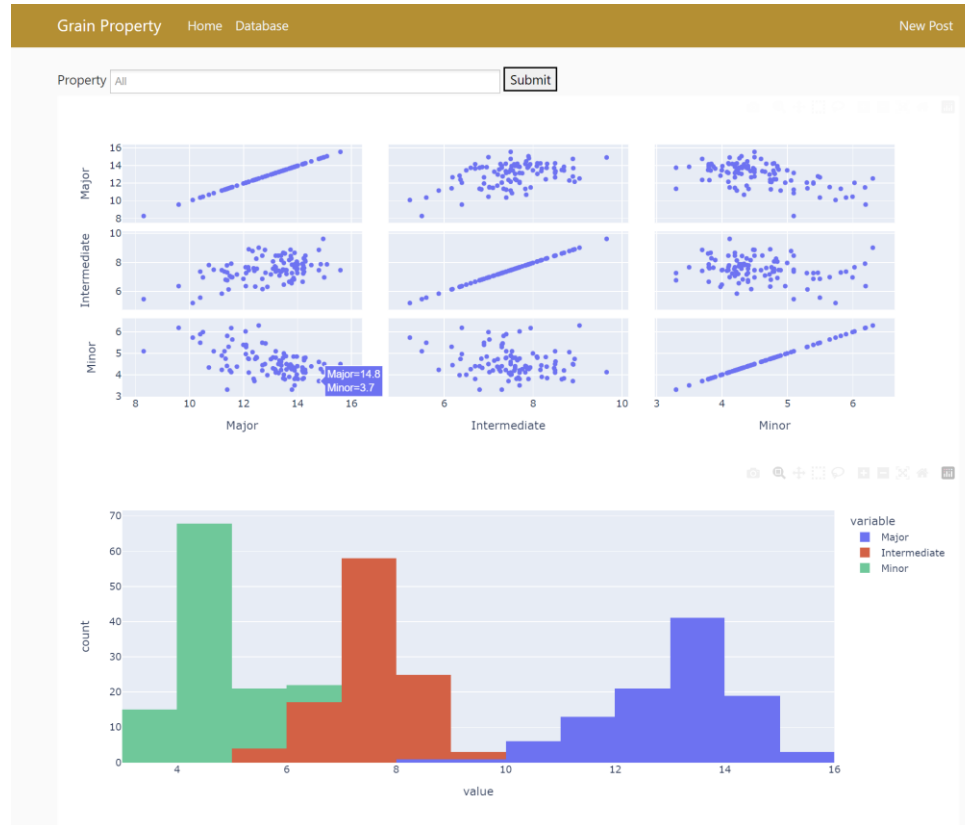 Grain Property Home Database New Post
Property All Submit
16
14
12
10
8
Major
10
8
6
Intermediate
6
5
4
3
Minor
Major=14.8
Minor=3.7
8 10 12 14 16
6 8 10
3 4 5 6
Major Intermediate Minor
70
60
50
40
30
20
10
0
count
4 6 8 10 12 14 16
value
variable
Major
Intermediate
Minor